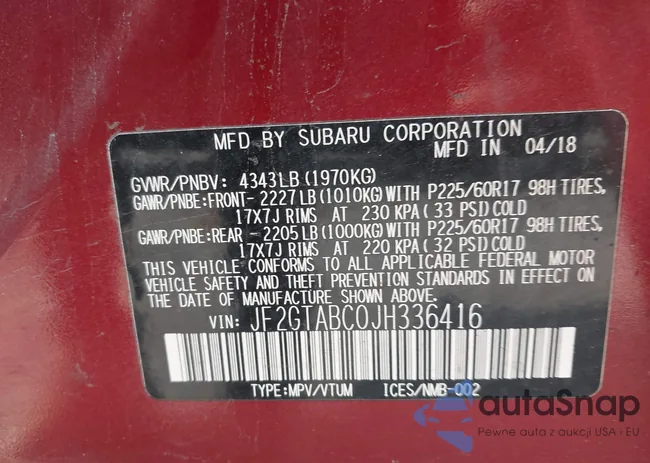 MFD BY SUBARU CORPORATION
MFD IN 04/18
GVWR/PNBV: 4343LB (1970KG)
GAWR/PNBE:FRONT-2227LB (1010KG) WITH P225/60R17 98H TIRES,
17X7J RIMS AT 230 KPA (33 PSI) COLD
GAWR/PNBE:REAR -2205LB (1000KG) WITH P225/60R17 98H TIRES,
17X7J RIMS AT 220 KPA (32 PSI) COLD
THIS VEHICLE CONFORMS TO ALL APPLICABLE FEDERAL MOTOR
VEHICLE SAFETY AND THEFT PREVENTION STANDARDS IN EFFECT ON
THE DATE OF MANUFACTURE SHOWN ABOVE.
VIN: JF2GTABC0JH336416
TYPE:MPV/VTUM ICES/NMB-002
autoSnap
Pewne auta z aukcji USA i EU